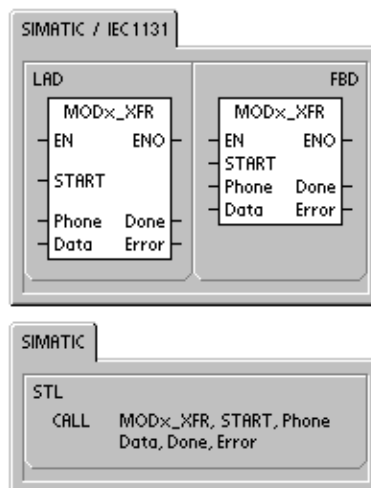 SIMATIC / IEC1131
LAD
FBD
MODx_XFR
EN ENO
START
Phone Done
Data Error
MODx_XFR
EN ENO
START
Phone Done
Data Error
SIMATIC
STL
CALL MODx_XFR, START, Phone
Data, Done, Error